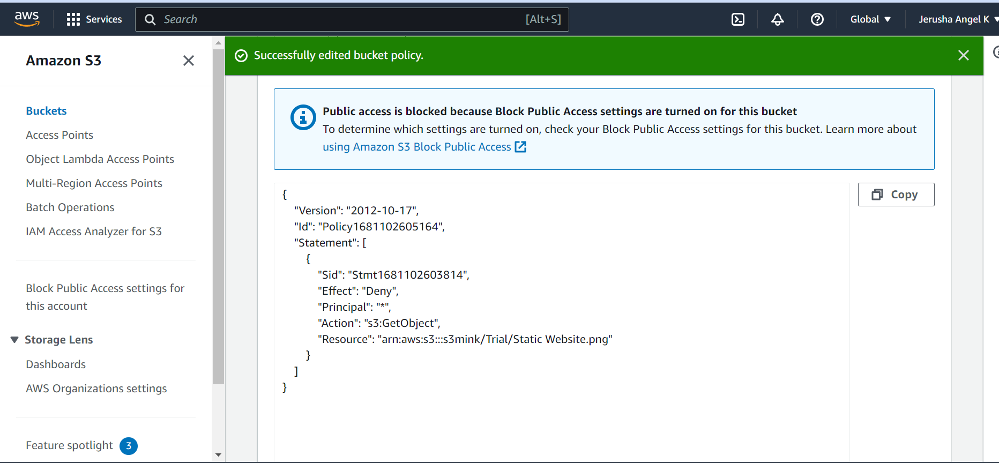 aws
Services
Search
[Alt+S]
Global
Jerusha Angel K
Amazon S3
Buckets
Access Points
Object Lambda Access Points
Multi-Region Access Points
Batch Operations
IAM Access Analyzer for S3
Block Public Access settings for
this account
Storage Lens
Dashboards
AWS Organizations settings
Feature spotlight 3
Successfully edited bucket policy.
Public access is blocked because Block Public Access settings are turned on for this bucket
To determine which settings are turned on, check your Block Public Access settings for this bucket. Learn more about
using Amazon S3 Block Public Access
Copy
{
"Version": "2012-10-17",
"Id": "Policy1681102605164",
"Statement": [
{
"Sid": "Stmt1681102603814",
"Effect": "Deny",
"Principal": "*",
"Action": "s3:GetObject",
"Resource": "arn:aws:s3:::s3mink/Trial/Static Website.png"
}
]
}